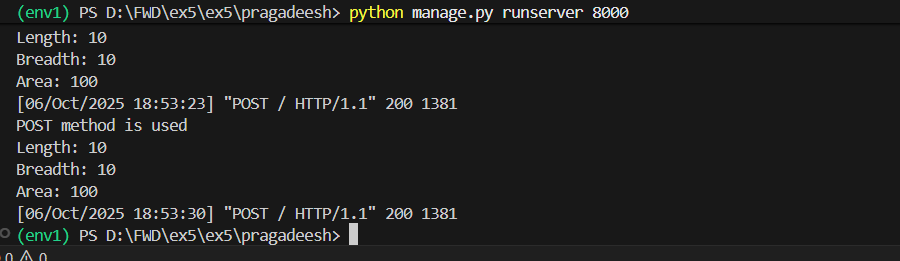 (env1) PS D:\FWD\ex5\ex5\pragadeesh> python manage.py runserver 8000
Length: 10
Breadth: 10
Area: 100
[06/Oct/2025 18:53:23] "POST / HTTP/1.1" 200 1381
POST method is used
Length: 10
Breadth: 10
Area: 100
[06/Oct/2025 18:53:30] "POST / HTTP/1.1" 200 1381
(env1) PS D:\FWD\ex5\ex5\pragadeesh>
0 0